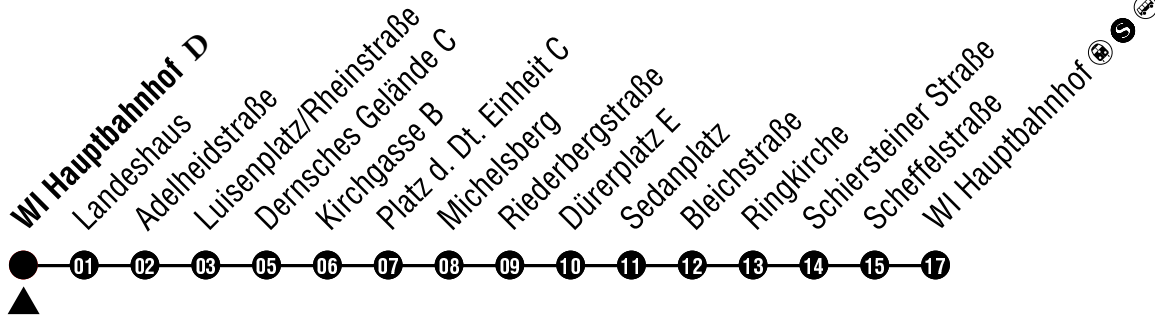 WI Hauptbahnhof D
Landeshaus
Adelheidstraße
Luisenplatz/Rheinstraße
Dernsches Gelände C
Kirchgasse B
Platz d. Dt. Einheit C
Michelsberg
Riederbergstraße
Dürerplatz E
Sedanplatz
Bleichstraße
Ringkirche
Schiersteiner Straße
Scheffelstraße
WI Hauptbahnhof S
01 02 03 05 06 07 08 09 10 11 12 13 14 15 17